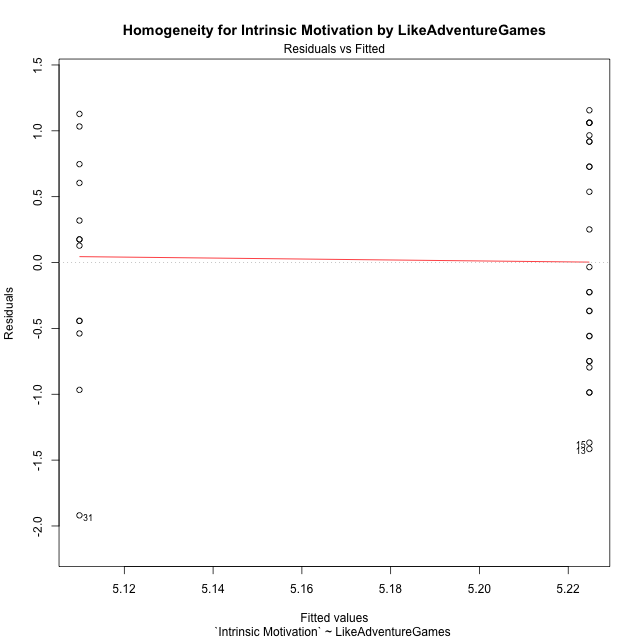 Homogeneity for Intrinsic Motivation by LikeAdventureGames
Residuals vs Fitted
1.5
1.0
0.5
0.0
-0.5
-1.0
-1.5
-2.0
Residuals
15
13
31
5.12 5.14 5.16 5.18 5.20 5.22
Fitted values
`Intrinsic Motivation` ~ LikeAdventureGames